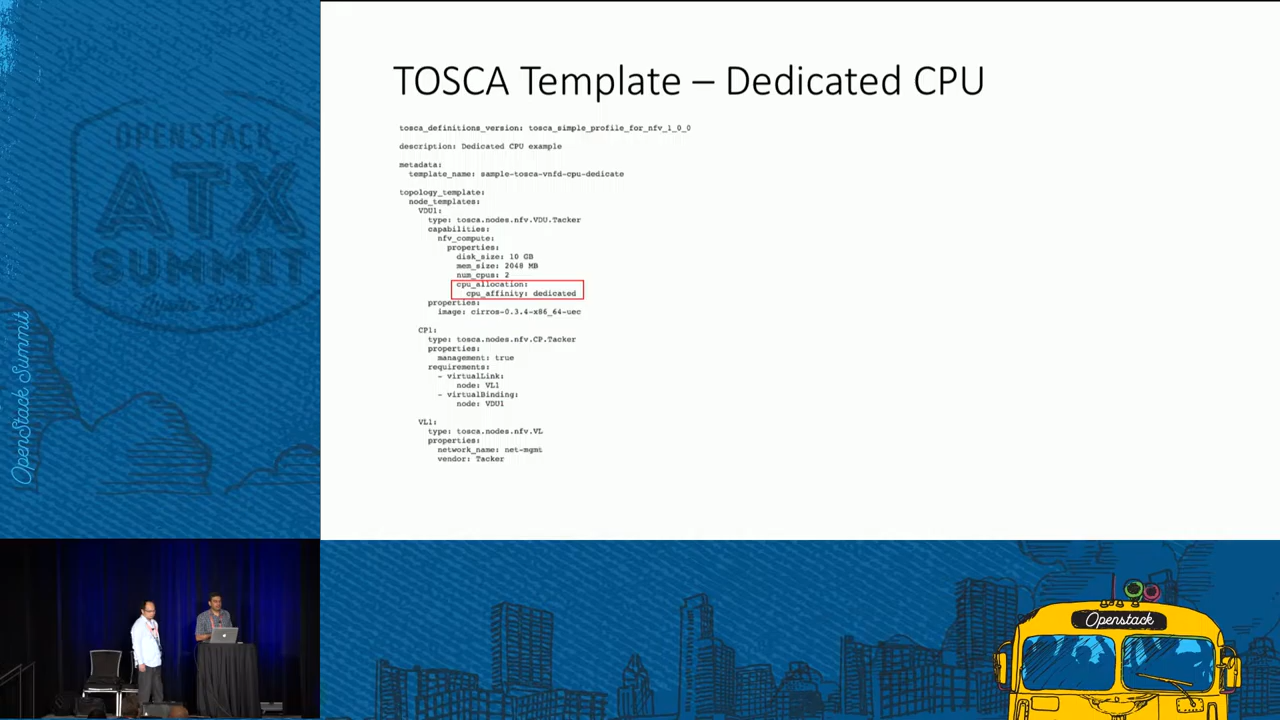 TOSCA Template – Dedicated CPU
tosca_definitions_version: tosca_simple_profile_for_nfv_1_0_0
description: Dedicated CPU example
metadata:
template_name: sample-tosca-vnfd-cpu-dedicate
topology_template:
node_templates:
VDU1:
type: tosca.nodes.nfv.VDU.Tacker
capabilities:
nfv_compute:
properties:
disk_size: 10 GB
mem_size: 2048 MB
num_cpus: 2
cpu_allocation:
cpu_affinity: dedicated
properties:
image: cirros-0.3.4-x86_64-uec
CP1:
type: tosca.nodes.nfv.CP.Tacker
properties:
management: true
requirements:
- virtualLink:
node: VL1
- virtualBinding:
node: VDU1
VL1:
type: tosca.nodes.nfv.VL
properties:
network_name: net-mgmt
vendor: Tacker
OPENSTACK
ATX
SUMMIT
OpenStack Summit
Openstack